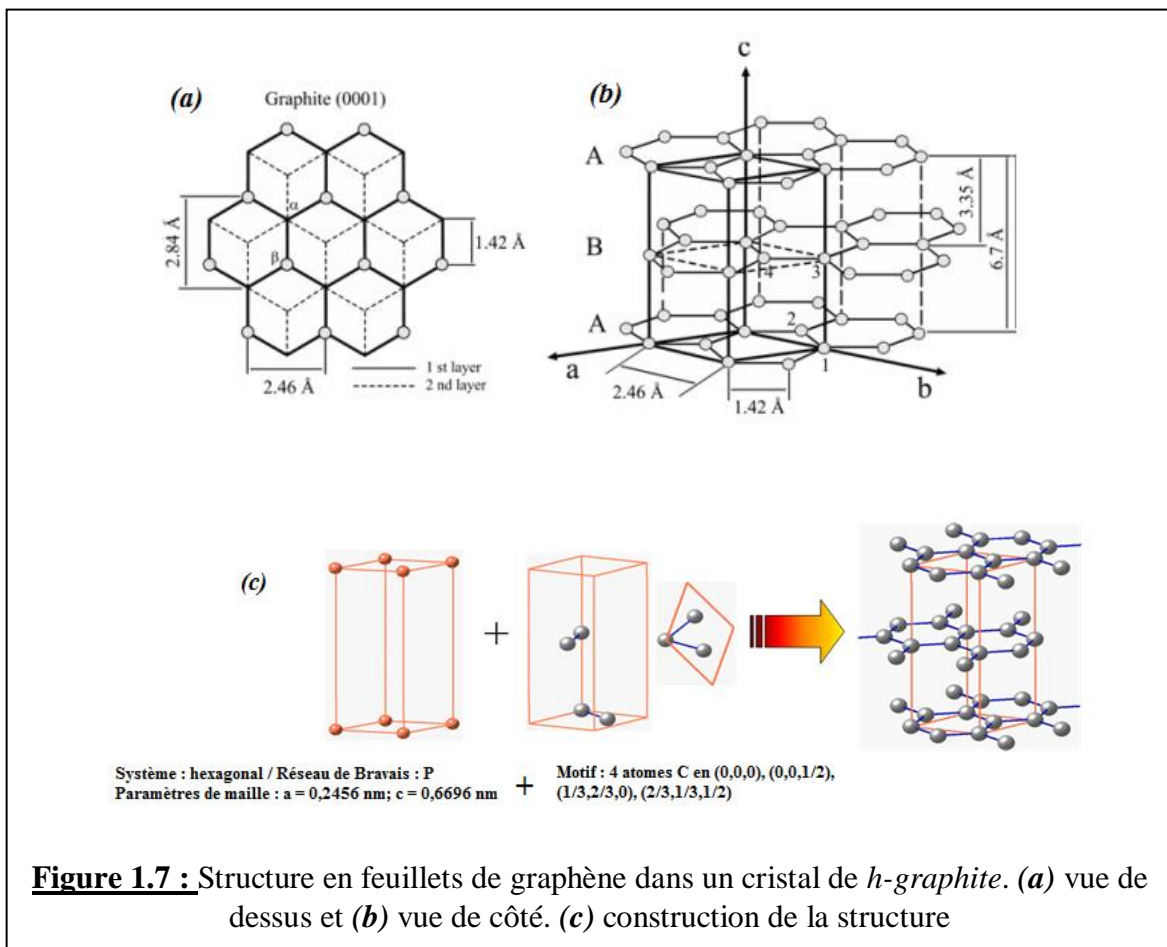 (a)
Graphite (0001)
α
β
2.84 Å
1.42 Å
2.46 Å
1 st layer
2 nd layer
(b)
c
A
B
A
4
3
2
1
3.35 Å
6.7 Å
a
b
2.46 Å
1.42 Å
(c)
+
Système : hexagonal / Réseau de Bravais : P
Paramètres de maille : a = 0,2456 nm; c = 0,6696 nm
+
Motif : 4 atomes C en (0,0,0), (0,0,1/2),
(1/3,2/3,0), (2/3,1/3,1/2)
Figure 1.7 : Structure en feuillets de graphène dans un cristal de h-graphite. (a) vue de
dessus et (b) vue de côté. (c) construction de la structure